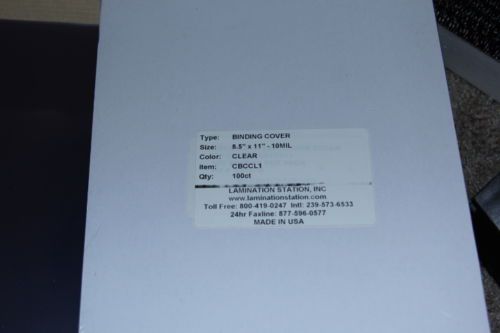 Type: BINDING COVER
Size: 8.5" x 11" - 10MIL
Color: CLEAR
Item: CBCCL1
Qty: 100ct
LAMINATION STATION, INC
www.laminationstation.com
Toll Free: 800-419-0247 Intl: 239-573-6533
24hr Faxline: 877-596-0577
MADE IN USA